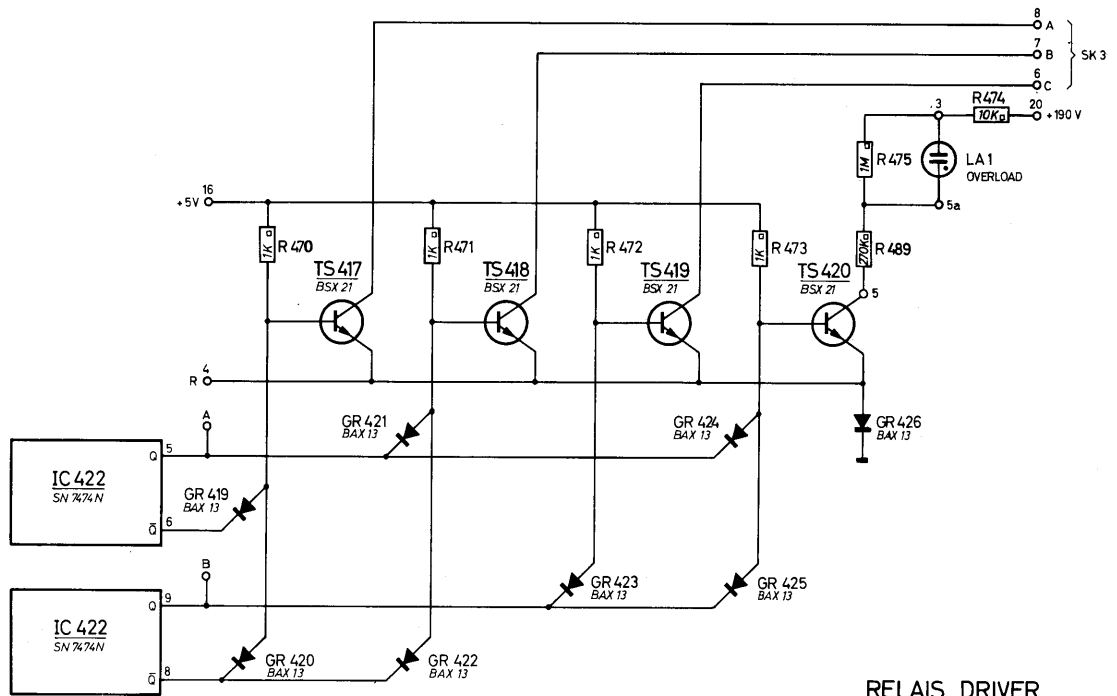 8 A
7 B
6 C
SK 3
R474
10K
3
20
+190 V
1M
R 475
LA 1
OVERLOAD
5a
16
+5V
1K
R 470
1K
R 471
1K
R 472
1K
R 473
270K
R 489
TS 417
BSX 21
TS 418
BSX 21
TS 419
BSX 21
TS 420
BSX 21
5
R 4
A
GR 421
BAX 13
GR 424
BAX 13
GR 426
BAX 13
IC 422
SN 7474 N
Q 5
Q̄ 6
GR 419
BAX 13
B
GR 423
BAX 13
GR 425
BAX 13
IC 422
SN 7474 N
Q 9
Q̄ 8
GR 420
BAX 13
GR 422
BAX 13
RELAIS DRIVER